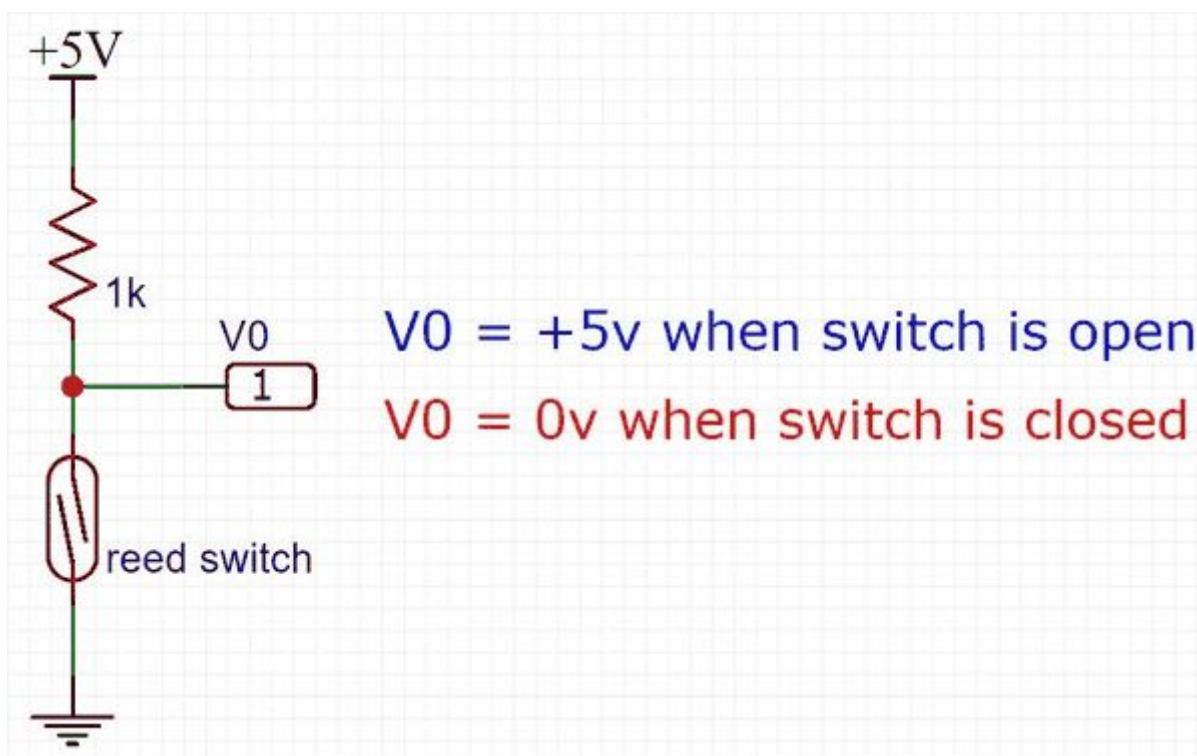 +5V
1k
V0
1
V0 = +5v when switch is open
V0 = 0v when switch is closed
reed switch